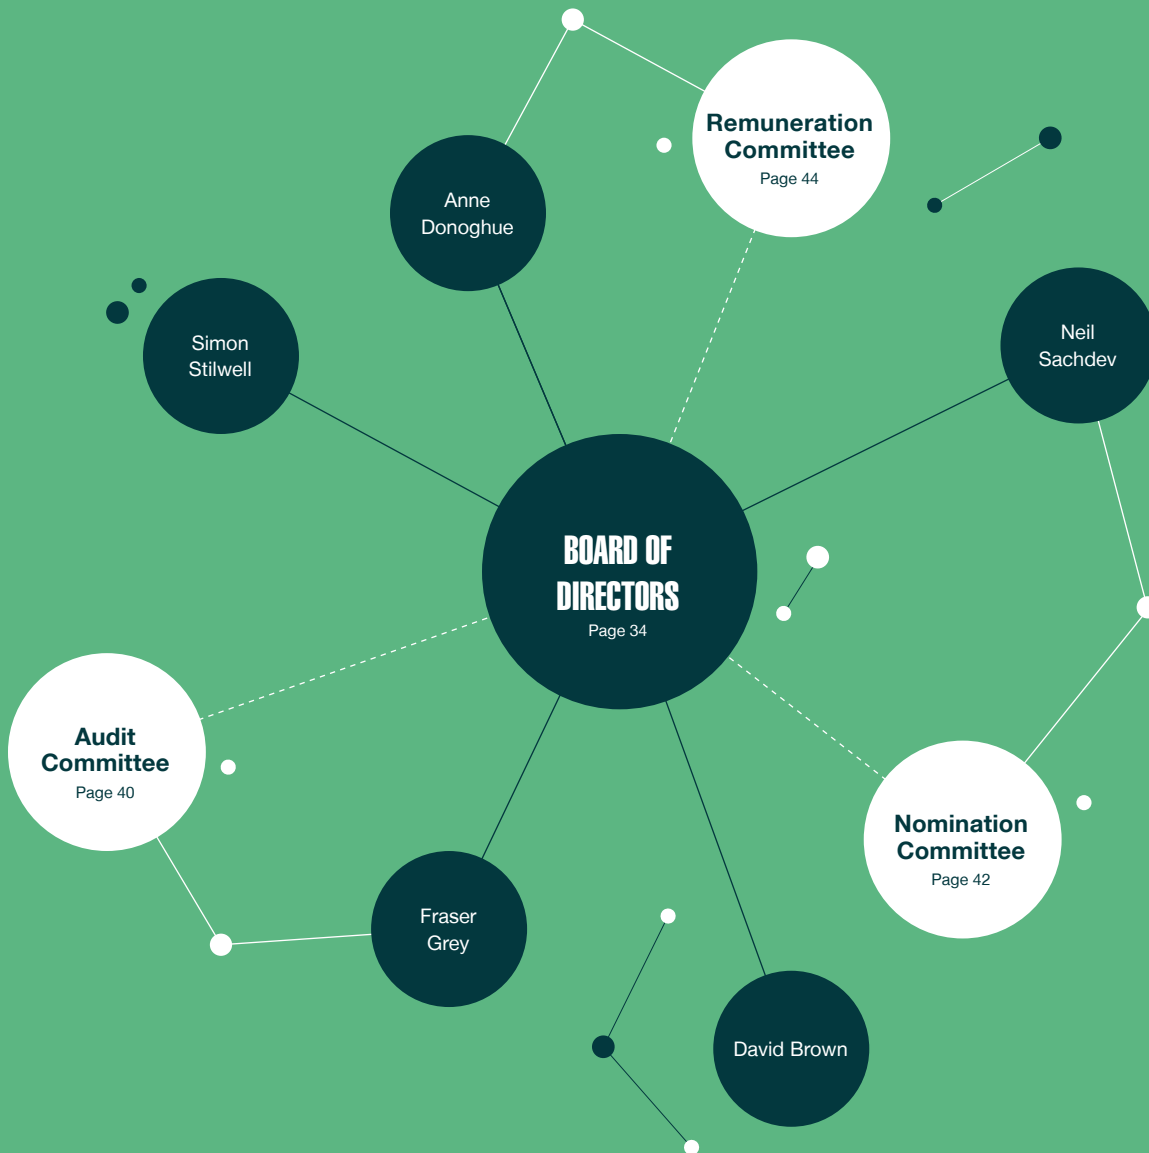 Remuneration
Committee
Page 44
Anne
Donoghue
Simon
Stilwell
Neil
Sachdev
BOARD OF
DIRECTORS
Page 34
Audit
Committee
Page 40
Nomination
Committee
Page 42
Fraser
Grey
David Brown